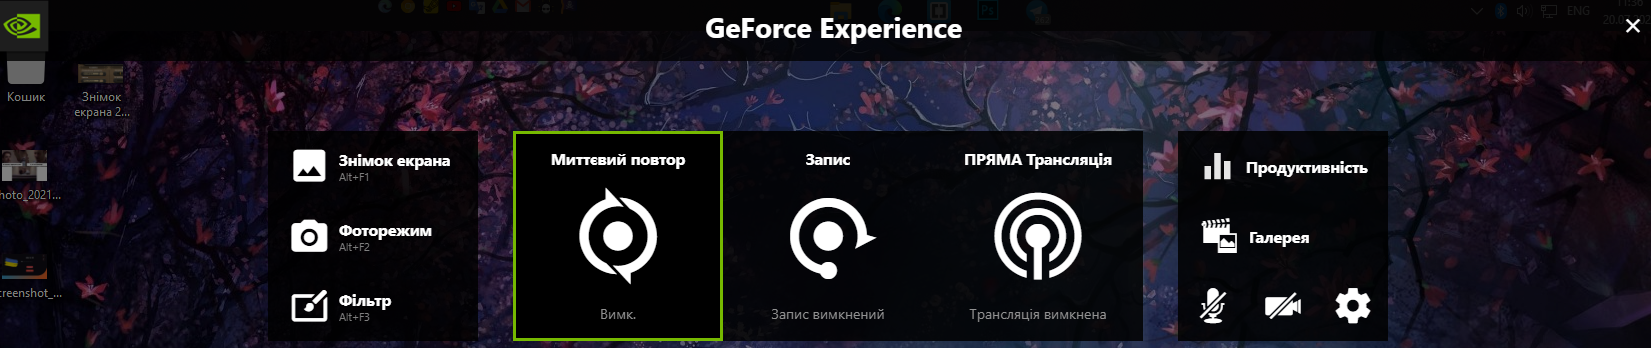 GeForce Experience
ENG
Кошик
Знімок
екрана 2...
hoto_2021...
creenshot_...
Знімок екрана
Alt+F1
Фоторежим
Alt+F2
Фільтр
Alt+F3
Миттєвий повтор
Вимк.
Запис
Запис вимкнений
ПРЯМА Трансляція
Трансляція вимкнена
Продуктивність
Галерея